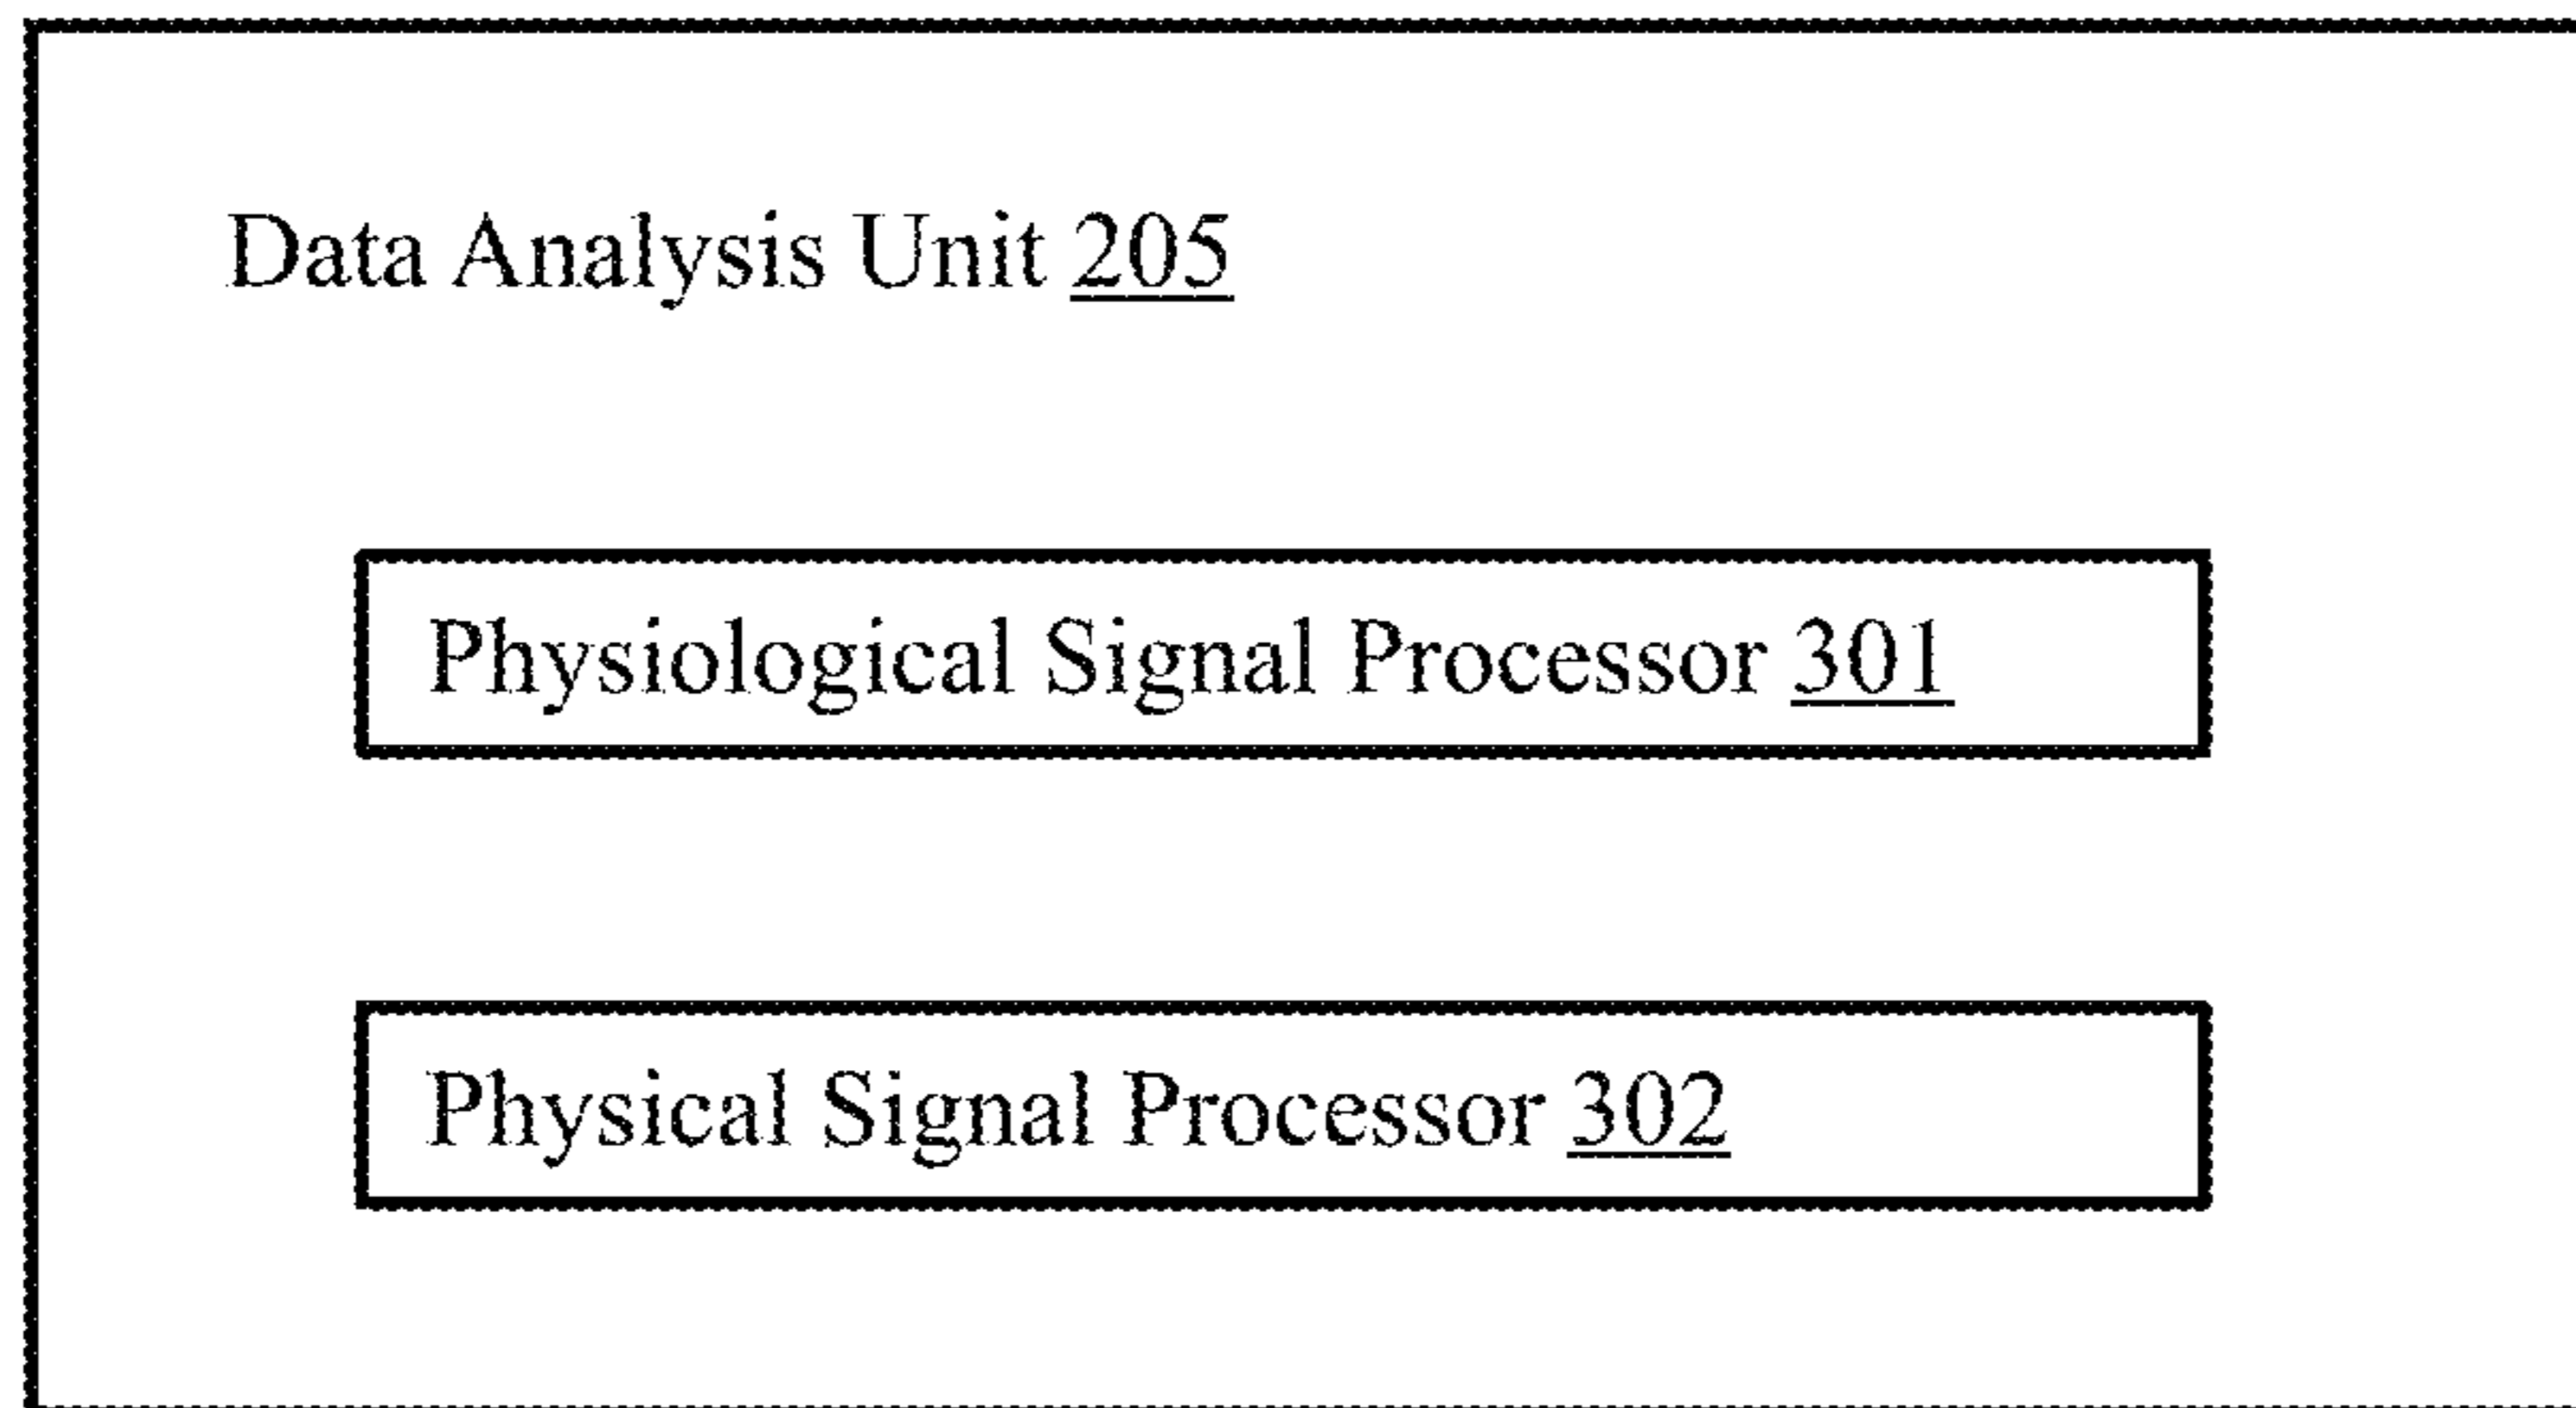 Data Analysis Unit 205
Physiological Signal Processor 301
Physical Signal Processor 302